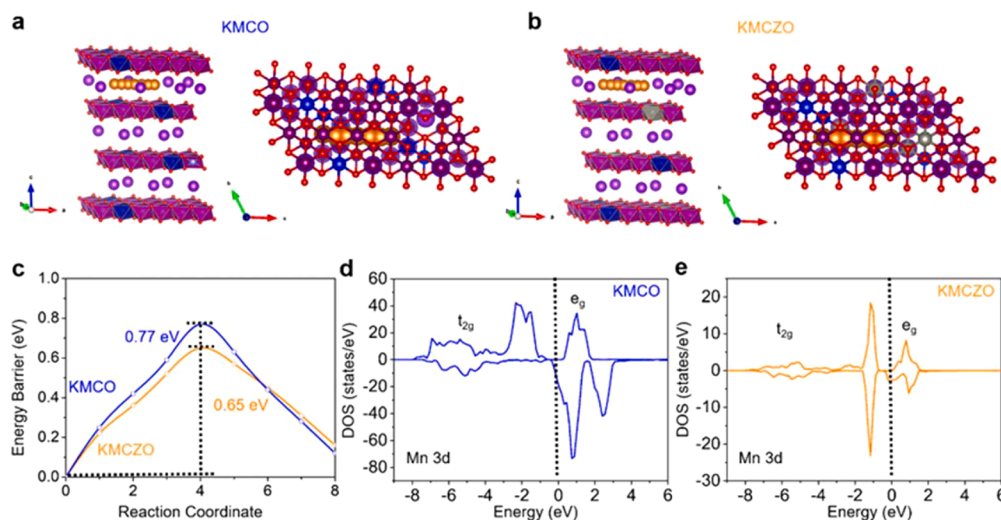 a
KMCO
b
KMCZO
c
a
a
c
a
a
c
1.0
0.8
0.6
0.4
0.2
0.0
Energy Barrier (eV)
0.77 eV
KMCO
0.65 eV
KMCZO
0
2
4
6
8
Reaction Coordinate
d
60
40
20
0
-20
-40
-60
-80
DOS (states/eV)
KMCO
t2g
eg
Mn 3d
-8 -6 -4 -2 0 2 4 6
Energy (eV)
e
20
10
0
-10
-20
-30
DOS (states/eV)
KMCZO
t2g
eg
Mn 3d
-8 -6 -4 -2 0 2 4 6
Energy (eV)